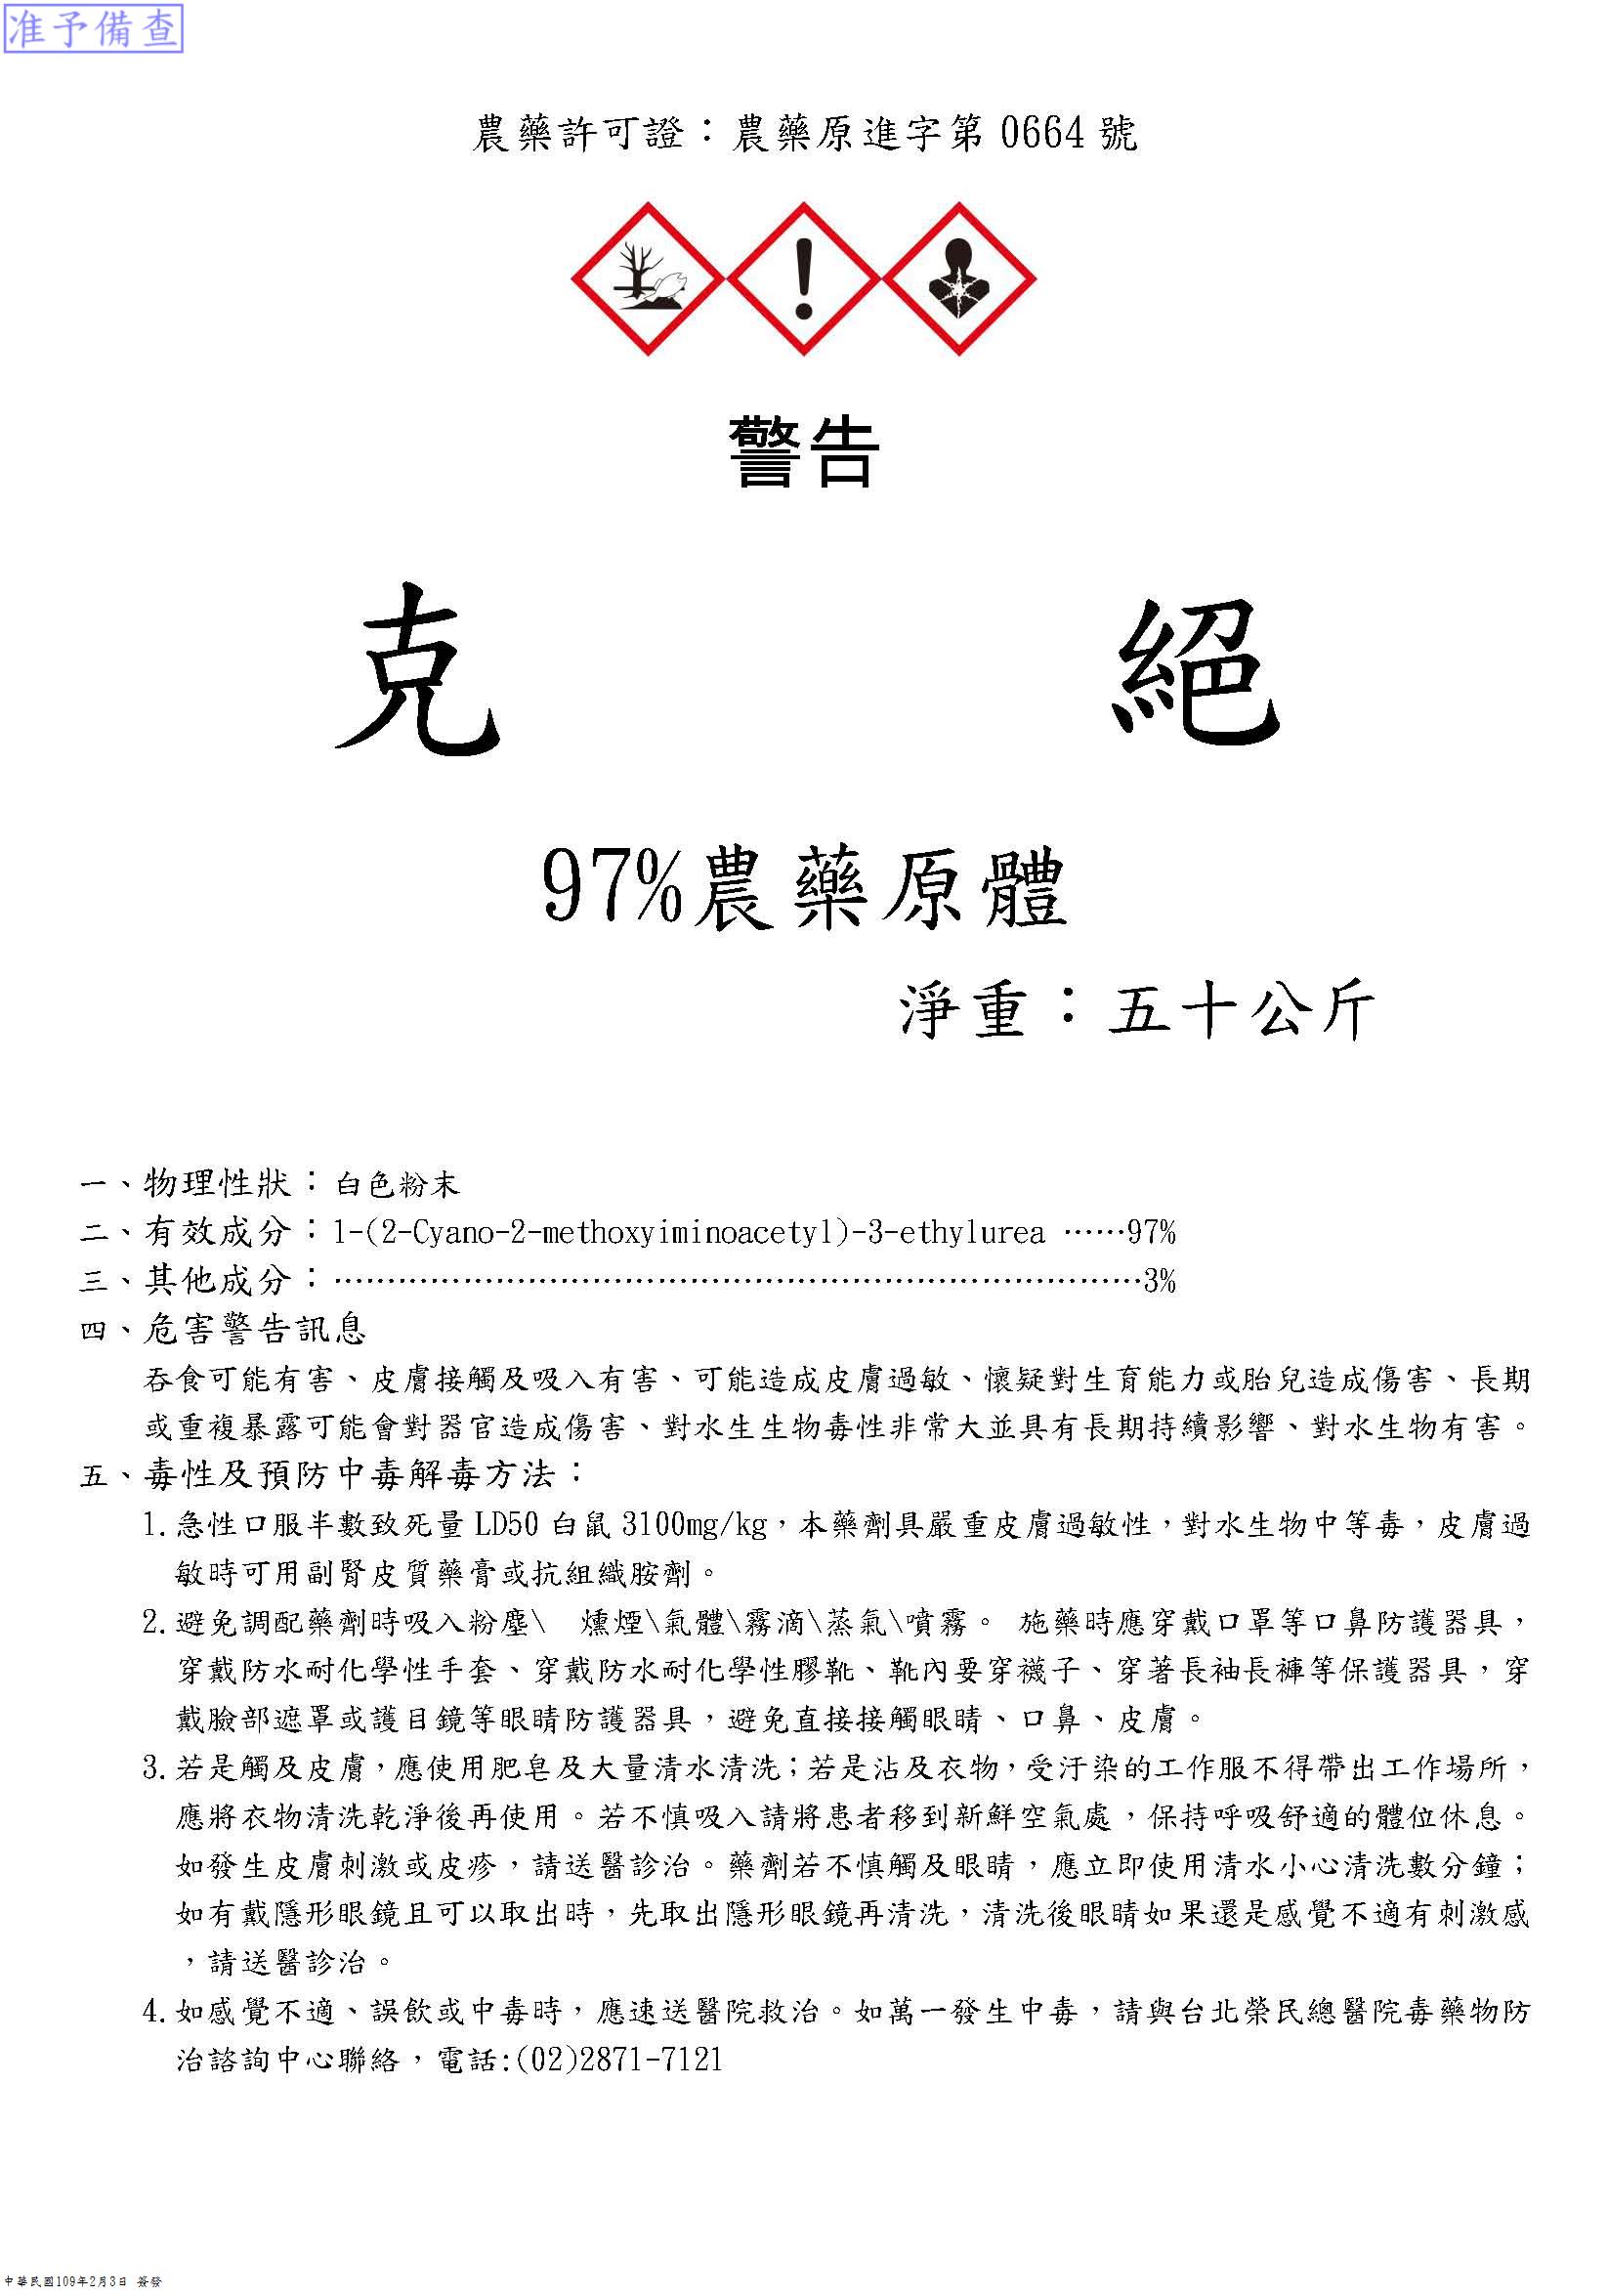 准予備查
農藥許可證：農藥原進字第 0664 號
警告
克 絕
97%農藥原體
淨重：五十公斤
一、物理性狀：白色粉末
二、有效成分：1-(2-Cyano-2-methoxyiminoacetyl)-3-ethylurea ……97%
三、其他成分：……………………………………………………………………3%
四、危害警告訊息
吞食可能有害、皮膚接觸及吸入有害、可能造成皮膚過敏、懷疑對生育能力或胎兒造成傷害、長期
或重複暴露可能會對器官造成傷害、對水生生物毒性非常大並具有長期持續影響、對水生物有害。
五、毒性及預防中毒解毒方法：
1.急性口服半數致死量 LD50 白鼠 3100mg/kg，本藥劑具嚴重皮膚過敏性，對水生物中等毒，皮膚過
敏時可用副腎皮質藥膏或抗組織胺劑。
2.避免調配藥劑時吸入粉塵\ 燻煙\氣體\霧滴\蒸氣\噴霧。 施藥時應穿戴口罩等口鼻防護器具，
穿戴防水耐化學性手套、穿戴防水耐化學性膠靴、靴內要穿襪子、穿著長袖長褲等保護器具，穿
戴臉部遮罩或護目鏡等眼睛防護器具，避免直接接觸眼睛、口鼻、皮膚。
3.若是觸及皮膚，應使用肥皂及大量清水清洗；若是沾及衣物，受汙染的工作服不得帶出工作場所，
應將衣物清洗乾淨後再使用。若不慎吸入請將患者移到新鮮空氣處，保持呼吸舒適的體位休息。
如發生皮膚刺激或皮疹，請送醫診治。藥劑若不慎觸及眼睛，應立即使用清水小心清洗數分鐘；
如有戴隱形眼鏡且可以取出時，先取出隱形眼鏡再清洗，清洗後眼睛如果還是感覺不適有刺激感
，請送醫診治。
4.如感覺不適、誤飲或中毒時，應速送醫院救治。如萬一發生中毒，請與台北榮民總醫院毒藥物防
治諮詢中心聯絡，電話:(02)2871-7121
中華民國109年2月3日 簽發